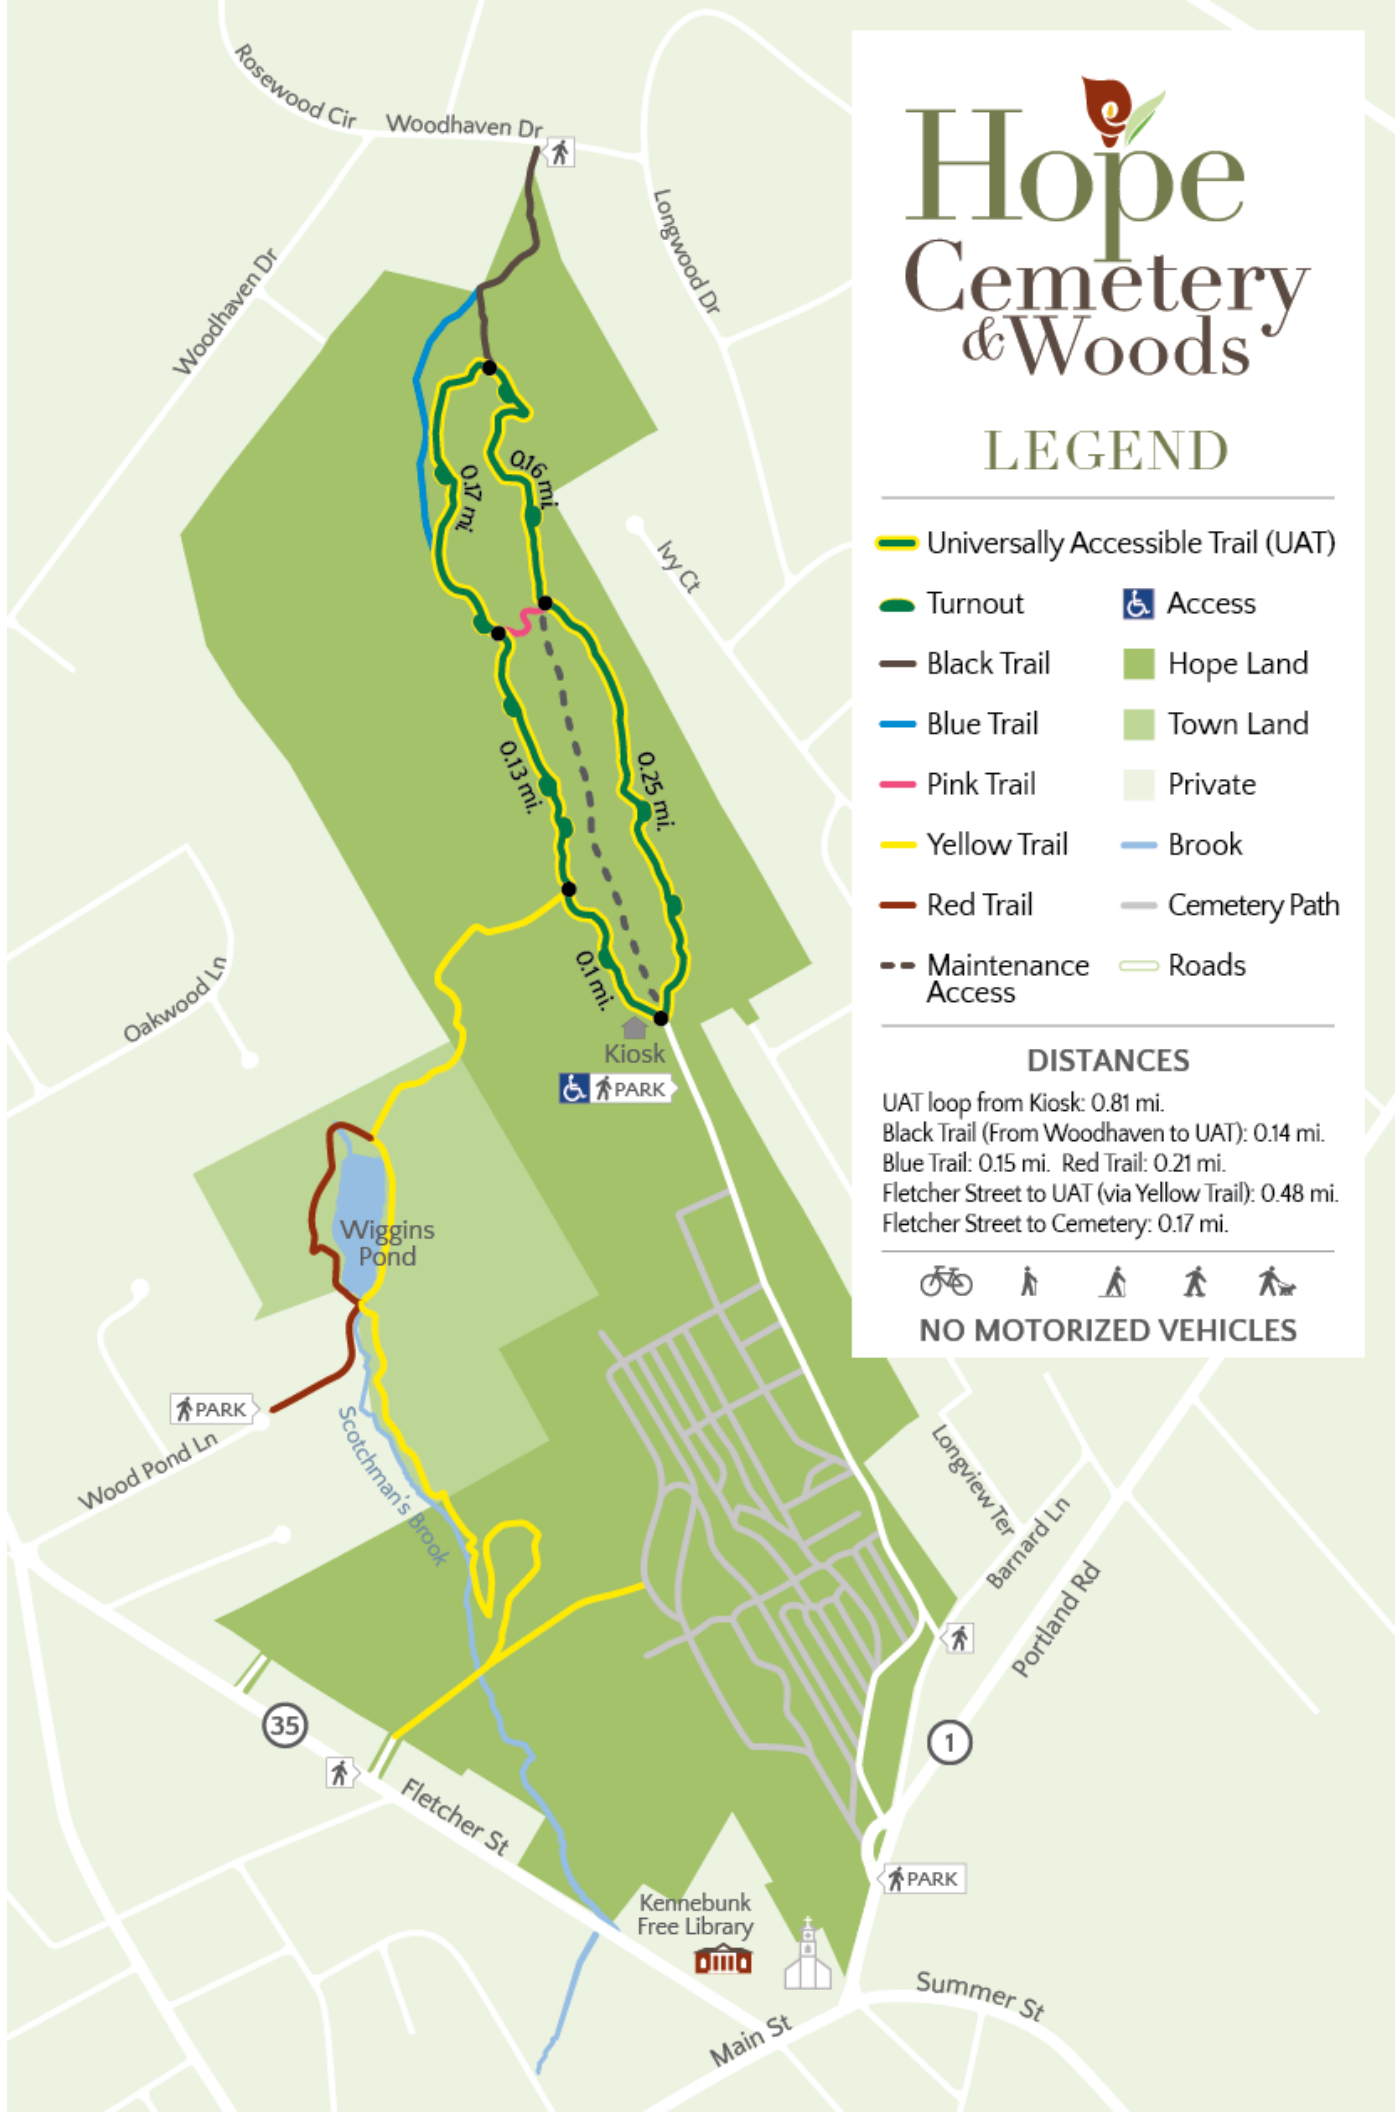 Rosewood Cir
Woodhaven Dr
Longwood Dr
Woodhaven Dr
0.16 mi.
0.17 mi.
Ivy Ct
0.13 mi.
0.25 mi.
Oakwood Ln
0.1 mi.
Kiosk
PARK
Wiggins
Pond
PARK
Wood Pond Ln
Scotchman's Brook
Longview Ter
Barnard Ln
Portland Rd
35
1
Fletcher St
PARK
Kennebunk
Free Library
Main St
Summer St
Hope
Cemetery
& Woods
LEGEND
Universally Accessible Trail (UAT)
Turnout
Access
Black Trail
Hope Land
Blue Trail
Town Land
Pink Trail
Private
Yellow Trail
Brook
Red Trail
Cemetery Path
Maintenance
Access
Roads
DISTANCES
UAT loop from Kiosk: 0.81 mi.
Black Trail (From Woodhaven to UAT): 0.14 mi.
Blue Trail: 0.15 mi. Red Trail: 0.21 mi.
Fletcher Street to UAT (via Yellow Trail): 0.48 mi.
Fletcher Street to Cemetery: 0.17 mi.
NO MOTORIZED VEHICLES